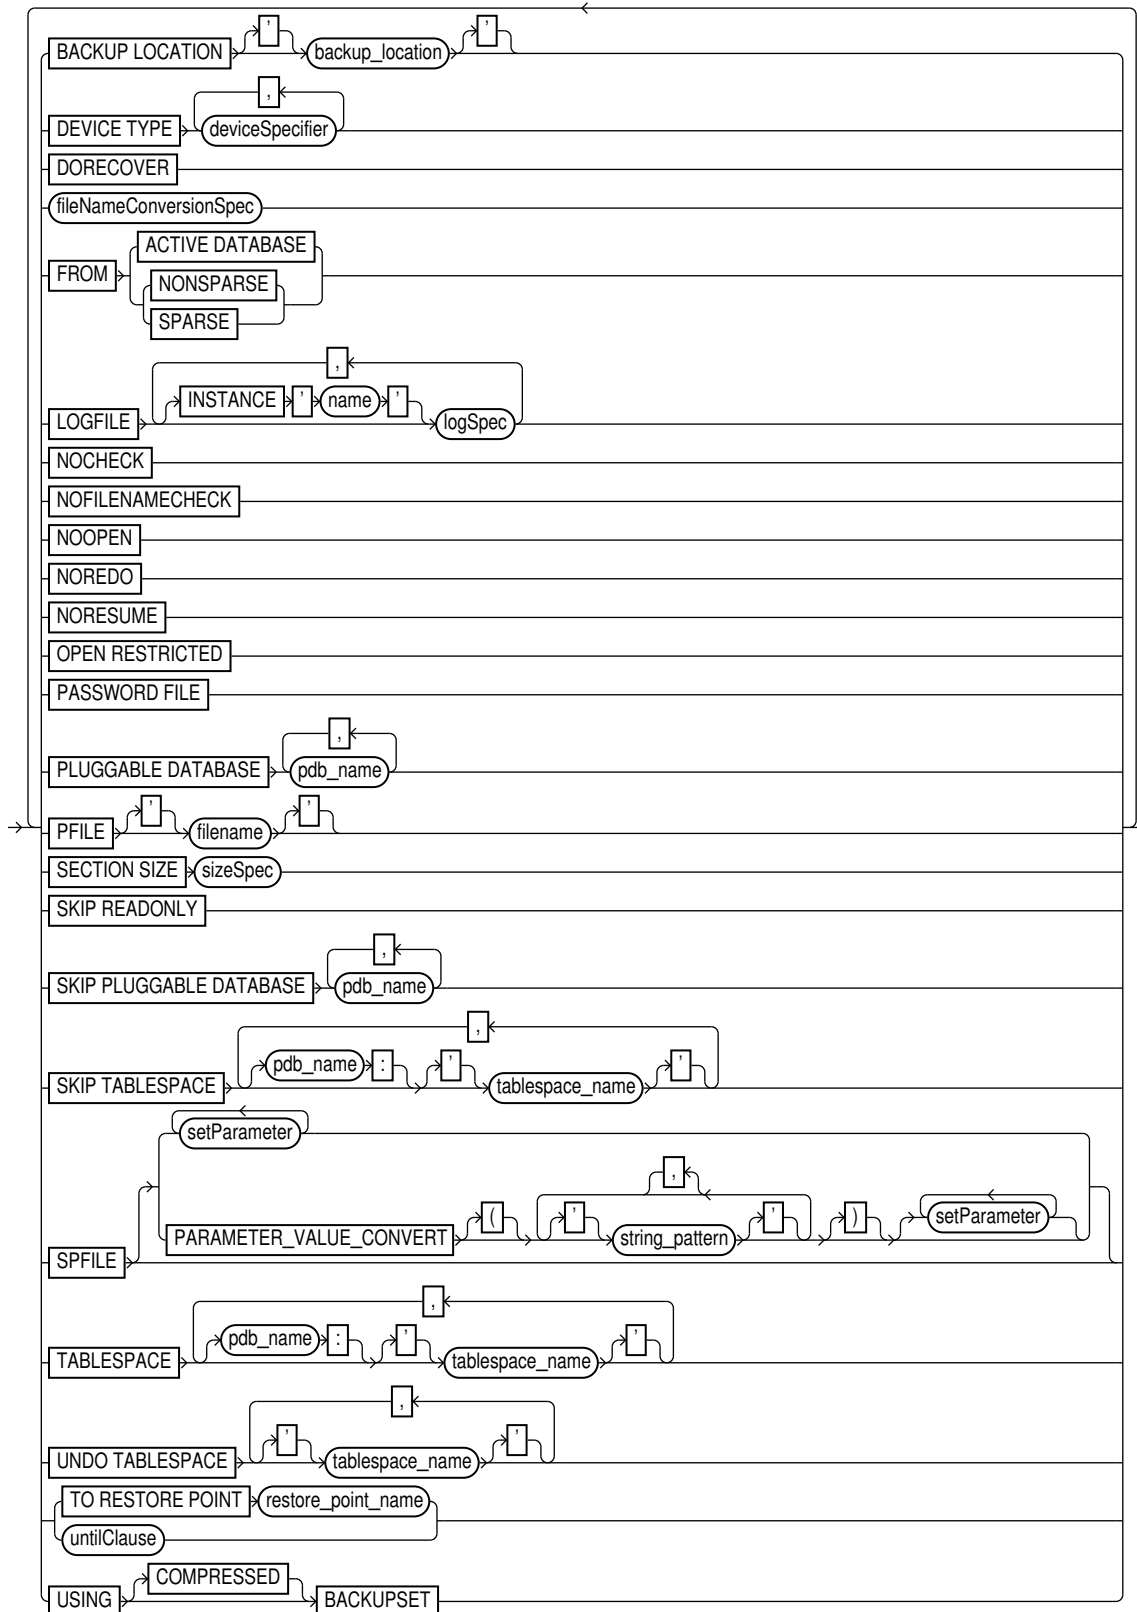 BACKUP LOCATION ' backup_location '
,
DEVICE TYPE deviceSpecifier
DORECOVER
fileNameConversionSpec
ACTIVE DATABASE
FROM NONSPARSE
SPARSE
,
INSTANCE ' name '
LOGFILE logSpec
NOCHECK
NOFILENAMECHECK
NOOPEN
NOREDO
NORESUME
OPEN RESTRICTED
PASSWORD FILE
,
PLUGGABLE DATABASE pdb_name
PFILE ' filename '
SECTION SIZE sizeSpec
SKIP READONLY
,
SKIP PLUGGABLE DATABASE pdb_name
,
pdb_name : ' '
SKIP TABLESPACE tablespace_name
setParameter
,
PARAMETER_VALUE_CONVERT ( ' string_pattern ' ) setParameter
SPFILE
,
pdb_name : ' '
TABLESPACE tablespace_name
,
UNDO TABLESPACE ' tablespace_name '
TO RESTORE POINT restore_point_name
untilClause
COMPRESSED
USING BACKUPSET